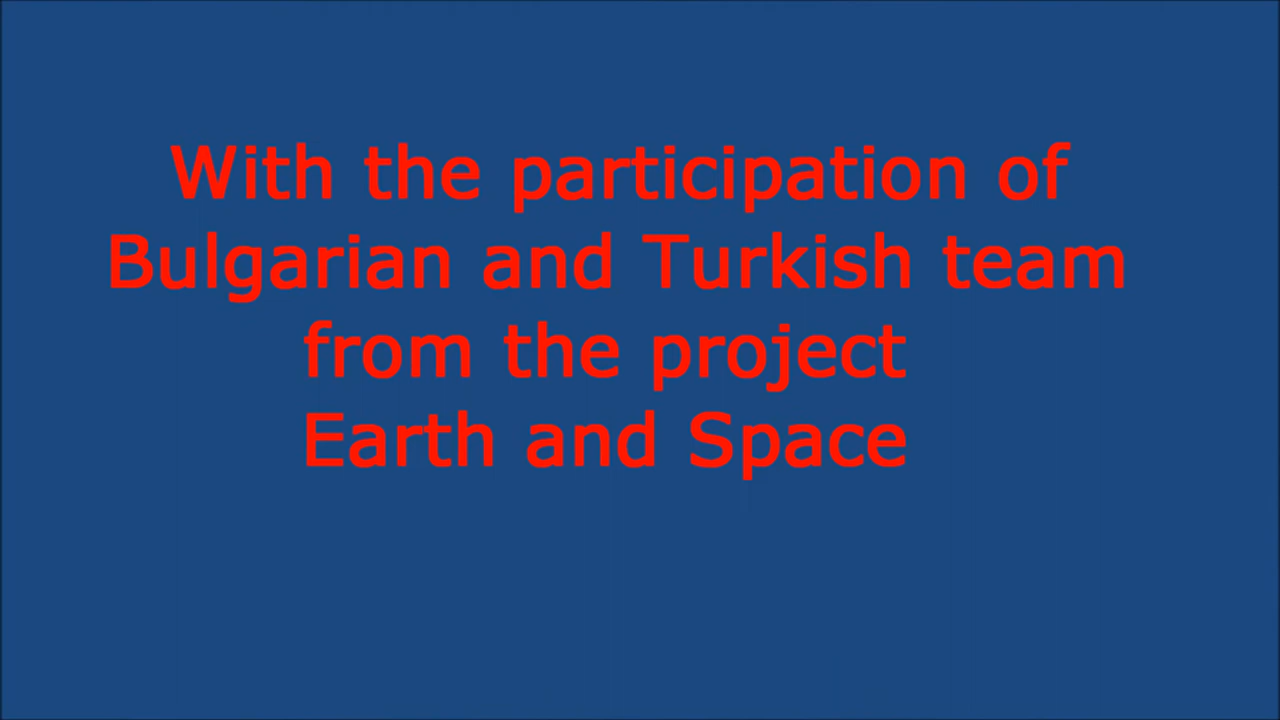 With the participation of
Bulgarian and Turkish team
from the project
Earth and Space